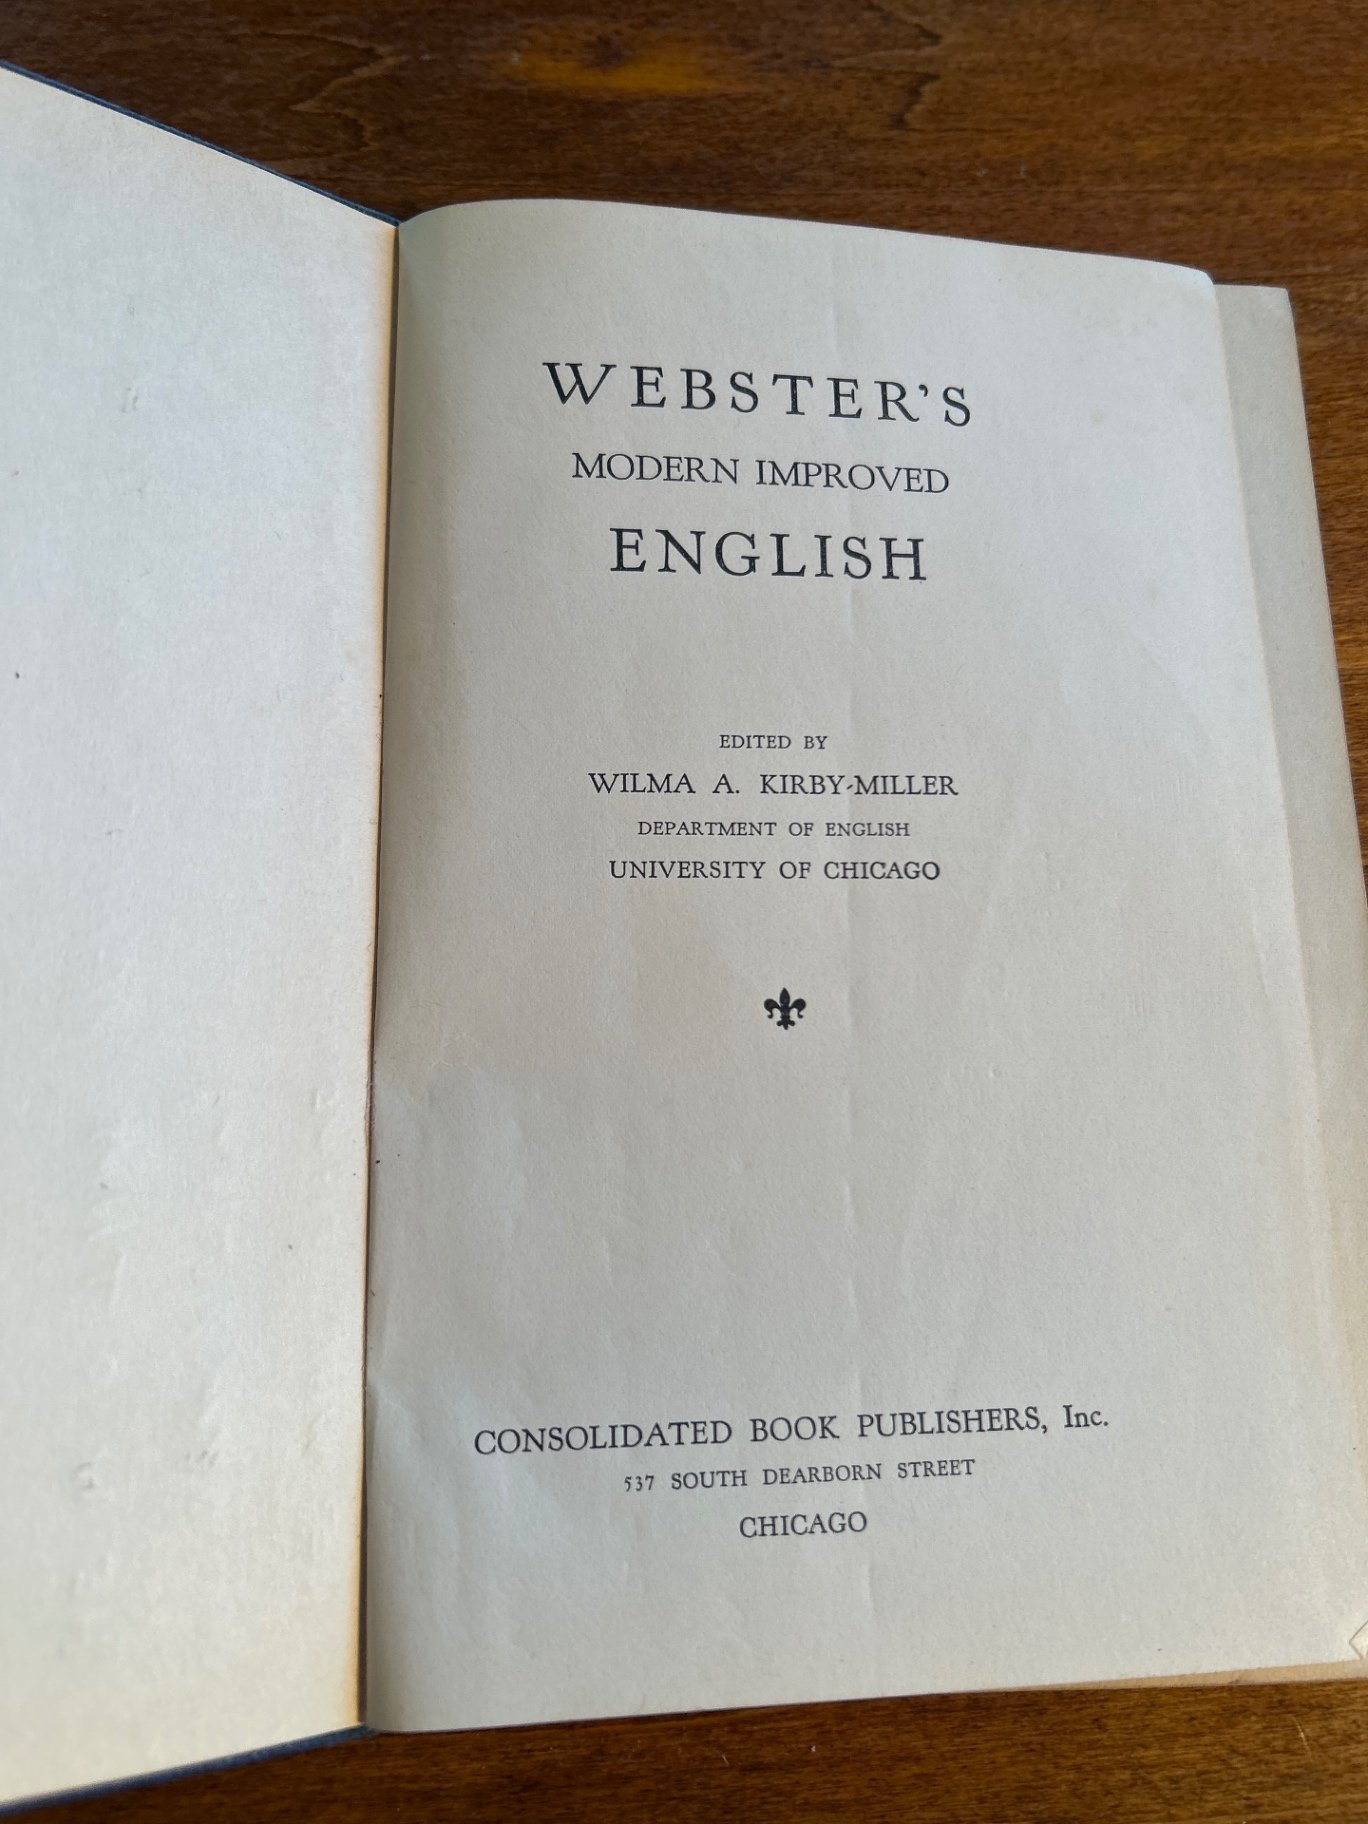 WEBSTER'S
MODERN IMPROVED
ENGLISH
EDITED BY
WILMA A. KIRBY-MILLER
DEPARTMENT OF ENGLISH
UNIVERSITY OF CHICAGO
CONSOLIDATED BOOK PUBLISHERS, Inc.
537 SOUTH DEARBORN STREET
CHICAGO